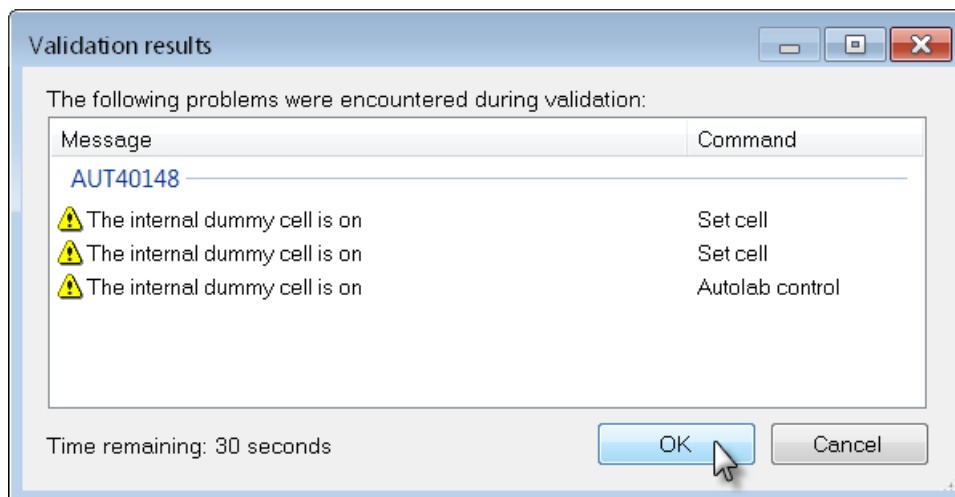 Validation results
The following problems were encountered during validation:
Message Command
AUT40148
The internal dummy cell is on Set cell
The internal dummy cell is on Set cell
The internal dummy cell is on Autolab control
Time remaining: 30 seconds OK Cancel